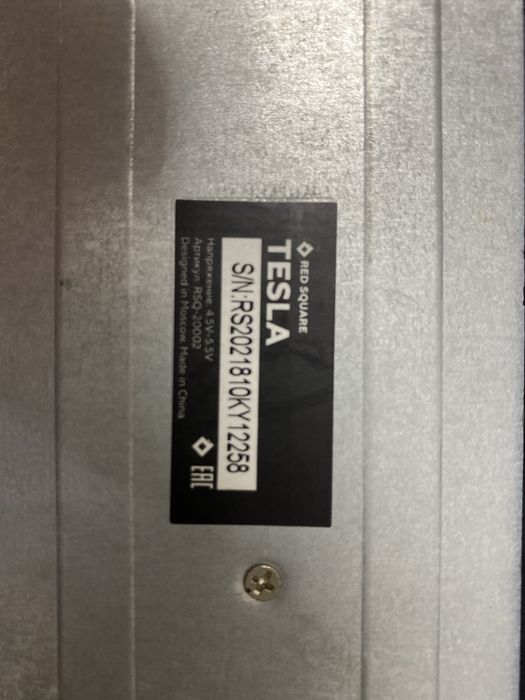 RED SQUARE
TESLA
S/N:RS2021810KY12258
Напряжение: 4.5V-5.5V
Артикул: RSQ-20002
Designed in Moscow. Made in China
EAC